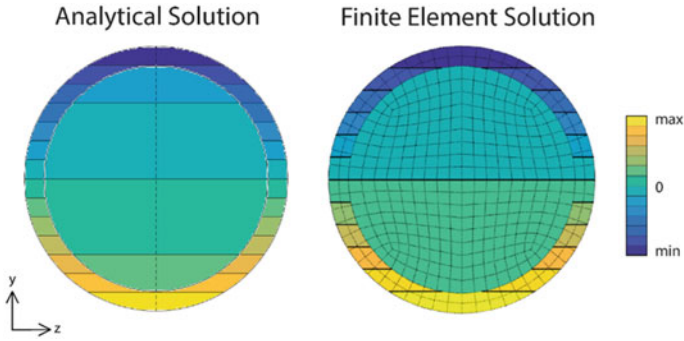 Analytical Solution
Finite Element Solution
max
0
min
y
z